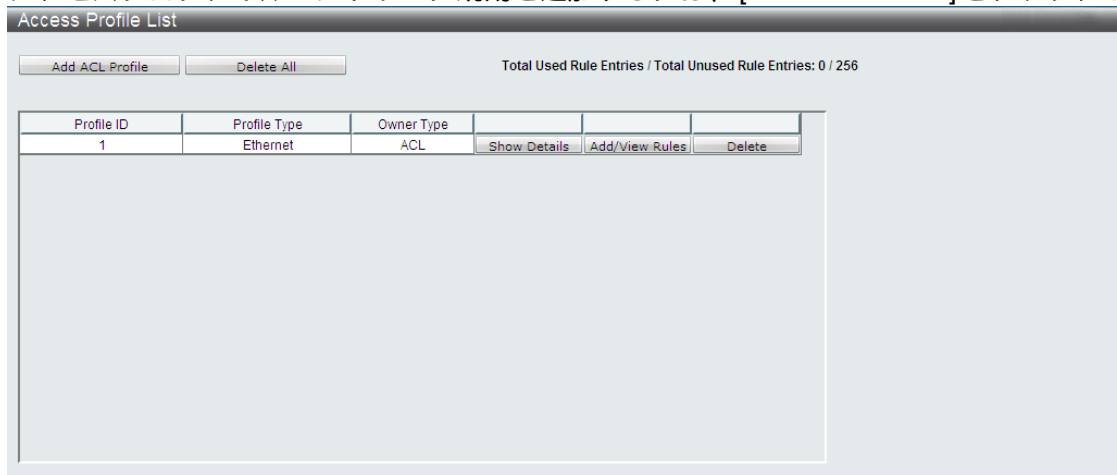 Access Profile List
Add ACL Profile Delete All Total Used Rule Entries / Total Unused Rule Entries: 0 / 256
Profile ID Profile Type Owner Type
1 Ethernet ACL Show Details Add/View Rules Delete